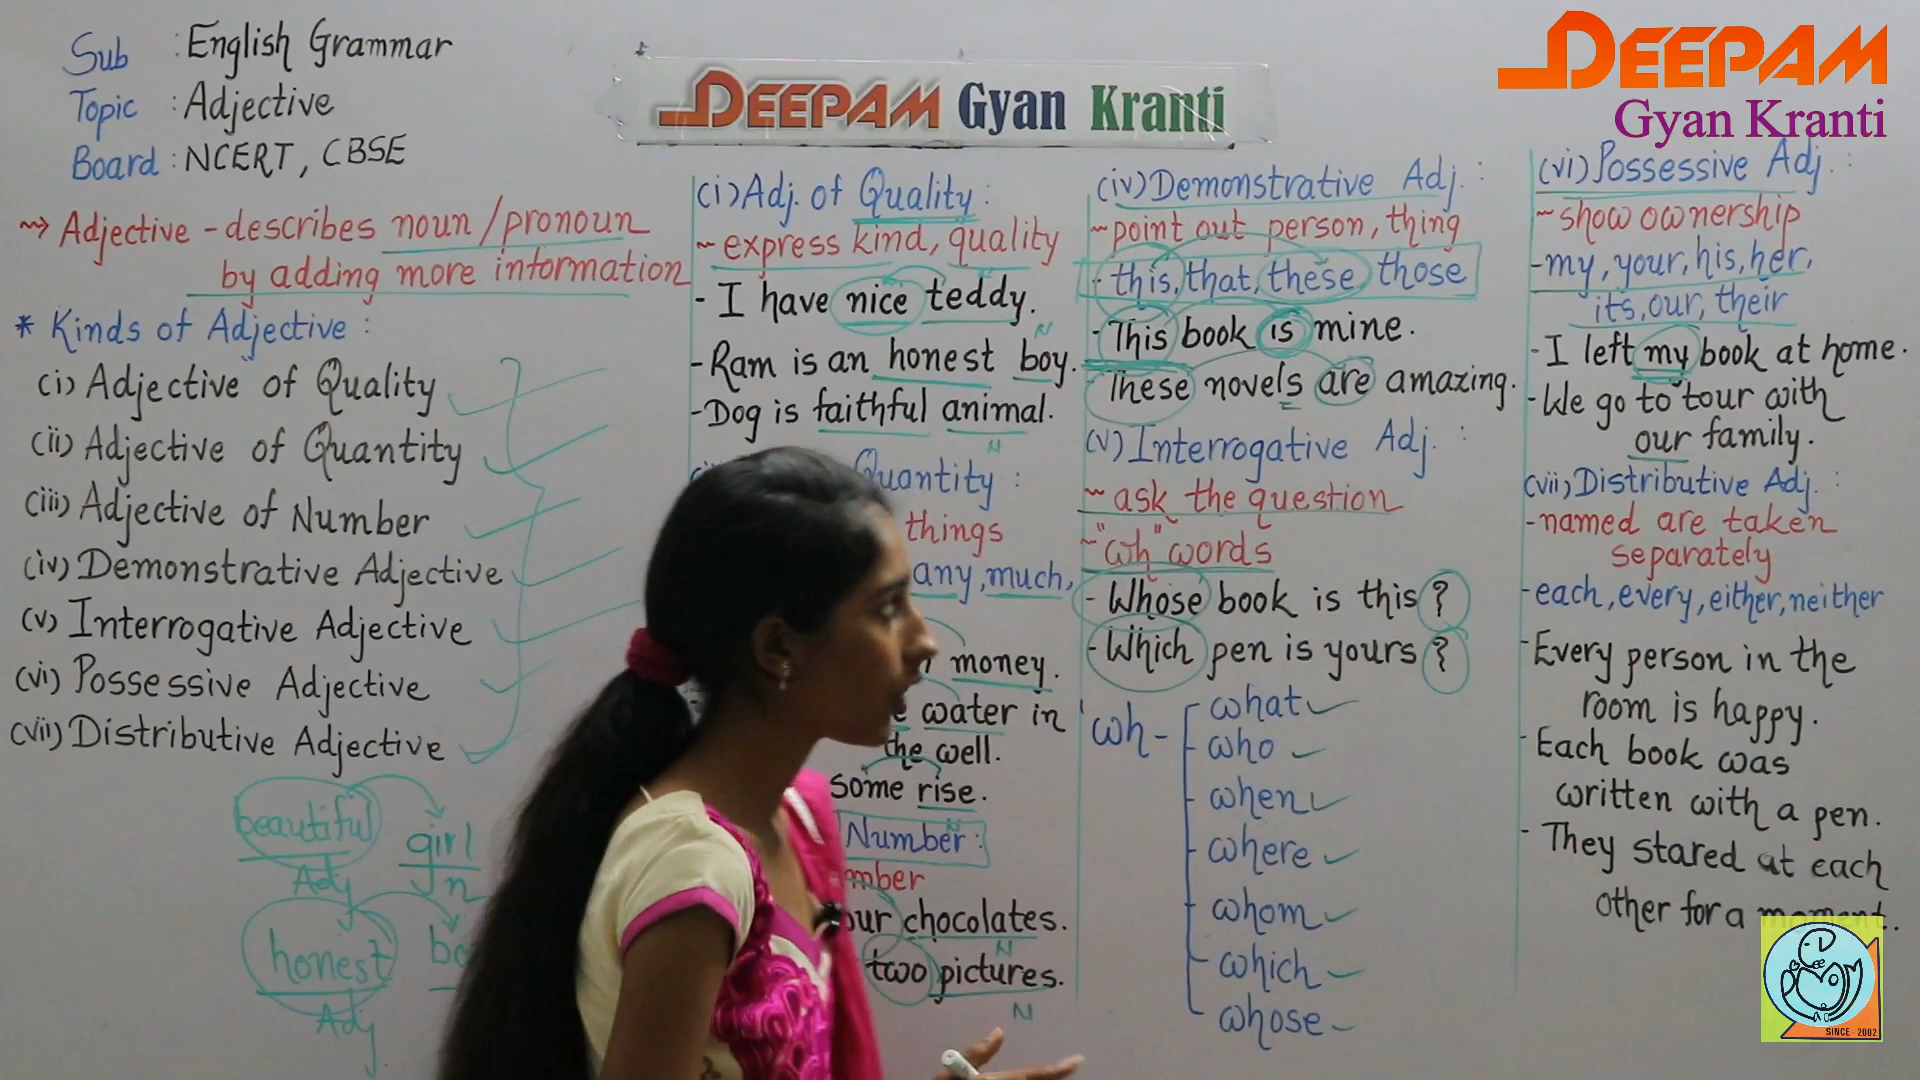 Sub : English Grammar
Topic : Adjective
Board : NCERT, CBSE
Adjective - describes noun/pronoun
by adding more information
* Kinds of Adjective :
(i) Adjective of Quality
(ii) Adjective of Quantity
(iii) Adjective of Number
(iv) Demonstrative Adjective
(v) Interrogative Adjective
(vi) Possessive Adjective
(vii) Distributive Adjective
beautiful girl
Adj n
honest
Adj
DEEPAM Gyan Kranti
(i) Adj. of Quality :
~ express kind, quality
- I have nice teddy.
N
- Ram is an honest boy.
- Dog is faithful animal.
N
Quantity :
things
any, much,
money.
water in
the well.
some rise.
N
Number :
chocolates.
N
two pictures.
N
(iv) Demonstrative Adj. :
~ point out person, thing
- this, that, these those
- This book is mine.
- These novels are amazing.
(v) Interrogative Adj. :
~ ask the question
~ "wh" words
- Whose book is this ?
- Which pen is yours ?
wh - what
who
when
where
whom
which
whose
DEEPAM
Gyan Kranti
(vi) Possessive Adj. :
~ show ownership
- my, your, his, her,
its, our, their
- I left my book at home.
- We go to tour with
our family.
(vii) Distributive Adj. :
- named are taken
separately
- each, every, either, neither
- Every person in the
room is happy.
- Each book was
written with a pen.
- They stared at each
other for a moment.
SINCE - 2002